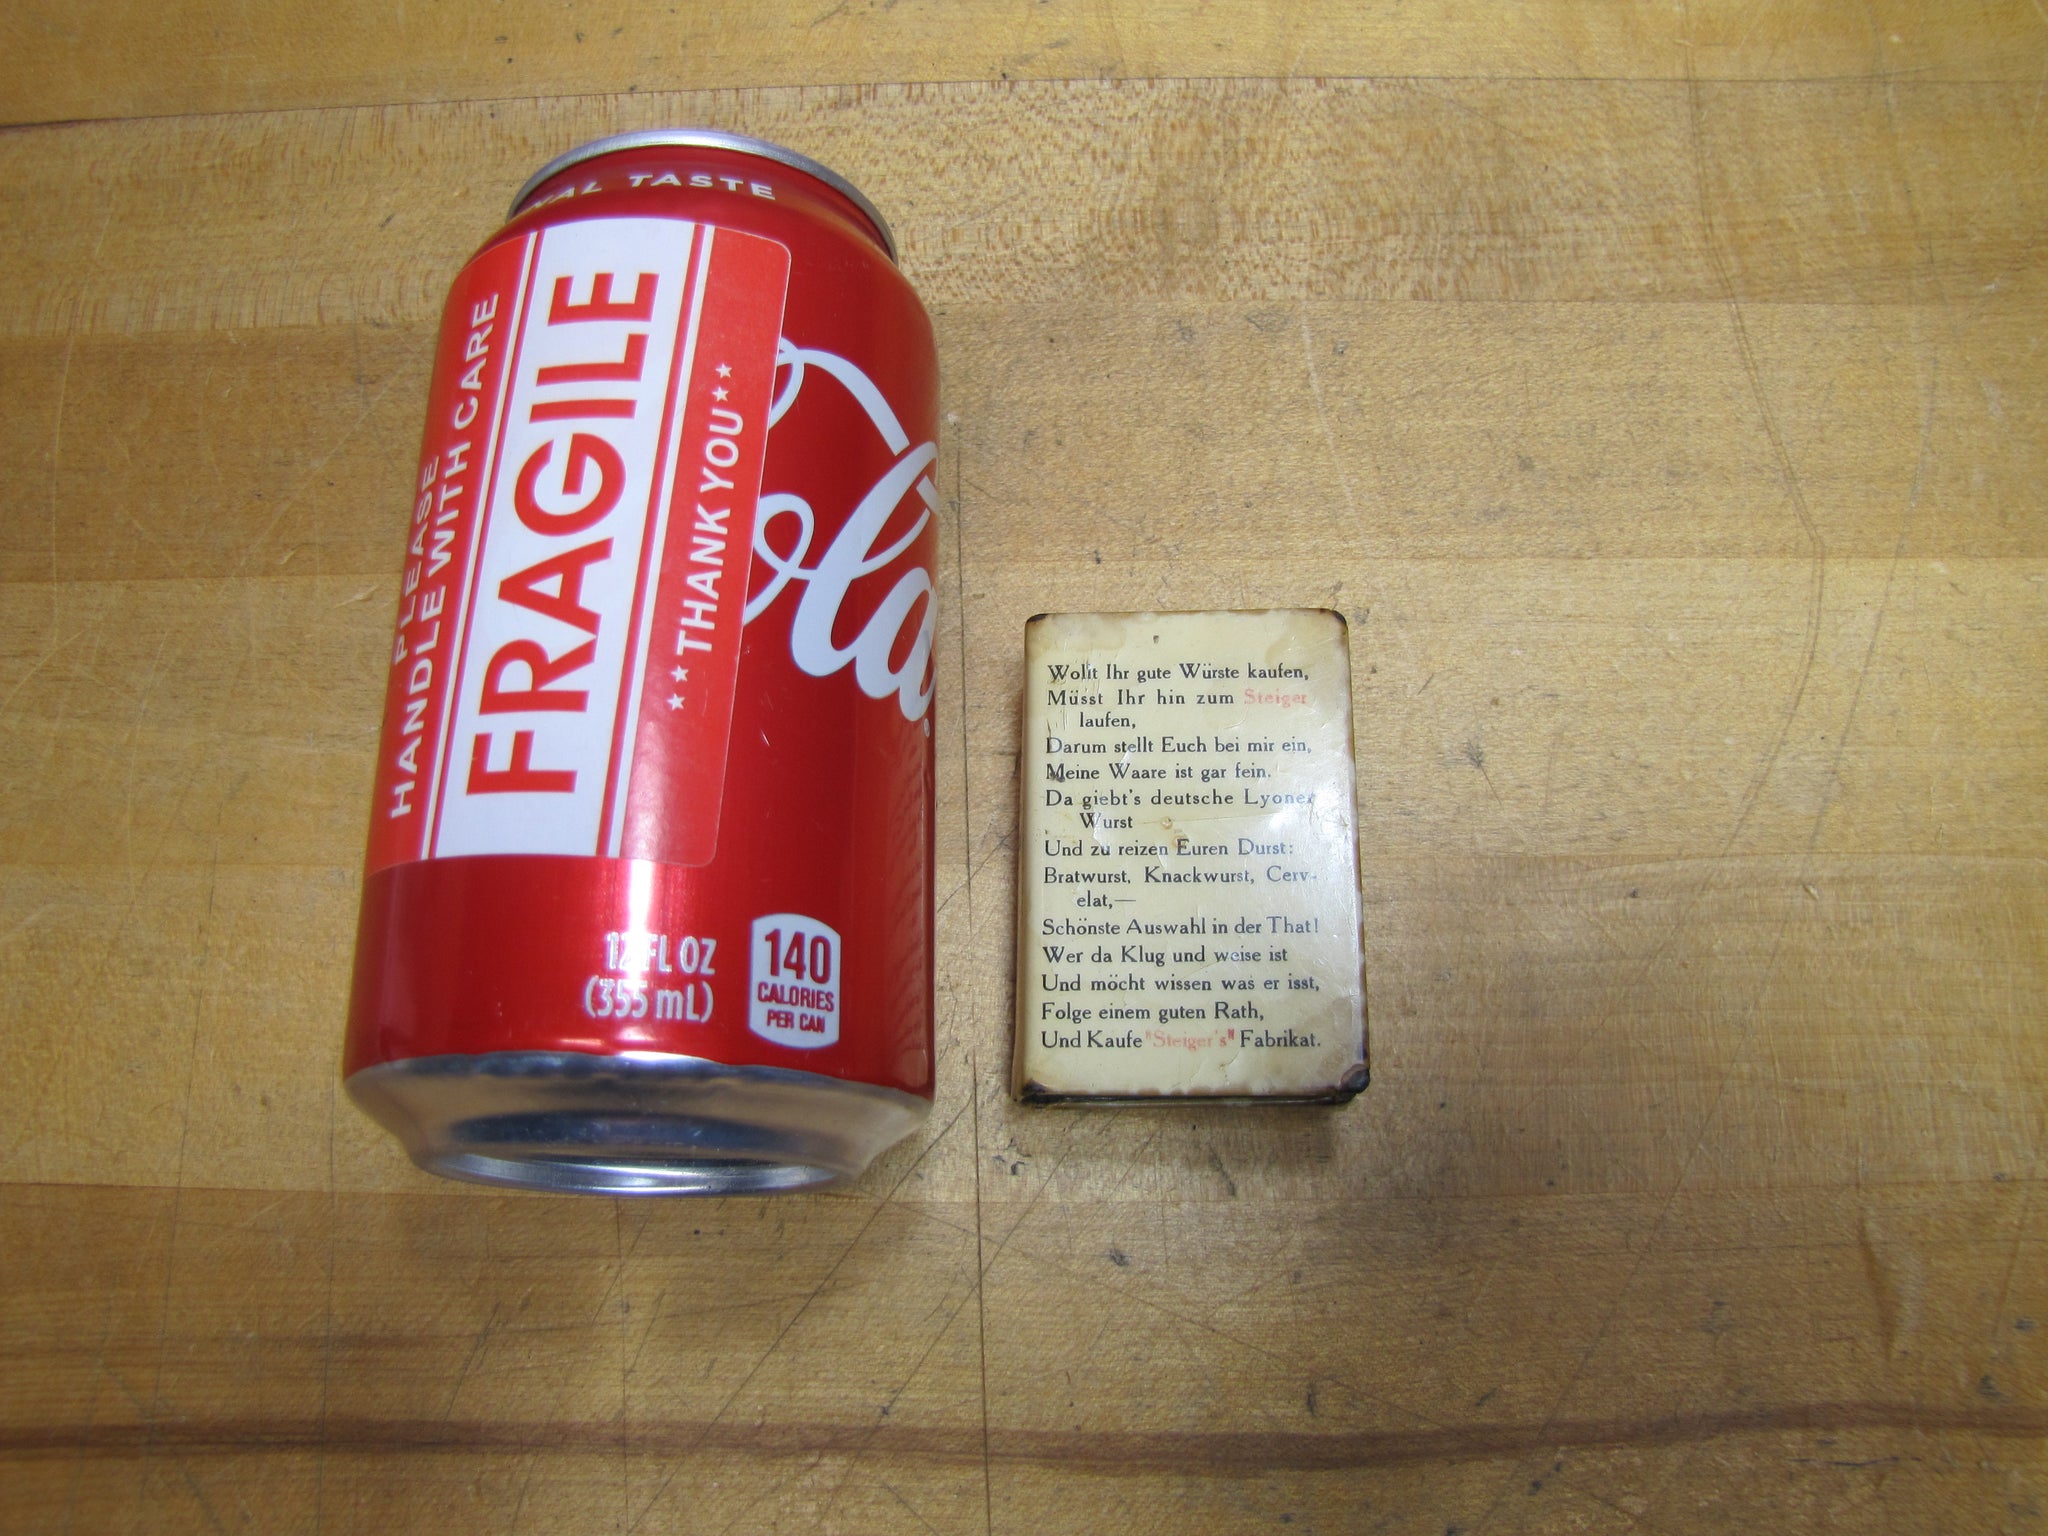 TASTE
PLEASE
HANDLE WITH CARE
FRAGILE
★★★ THANK YOU ★★★
Cola
12 FL OZ
(355 mL)
140
CALORIES
PER CAN
Wollt Ihr gute Würste kaufen,
Müsst Ihr hin zum Steiger
laufen,
Darum stellt Euch bei mir ein,
Meine Waare ist gar fein.
Da giebt's deutsche Lyoner
Wurst
Und zu reizen Euren Durst:
Bratwurst, Knackwurst, Cerv-
elat,—
Schönste Auswahl in der That!
Wer da Klug und weise ist
Und möcht wissen was er isst,
Folge einem guten Rath,
Und Kaufe "Steiger's" Fabrikat.